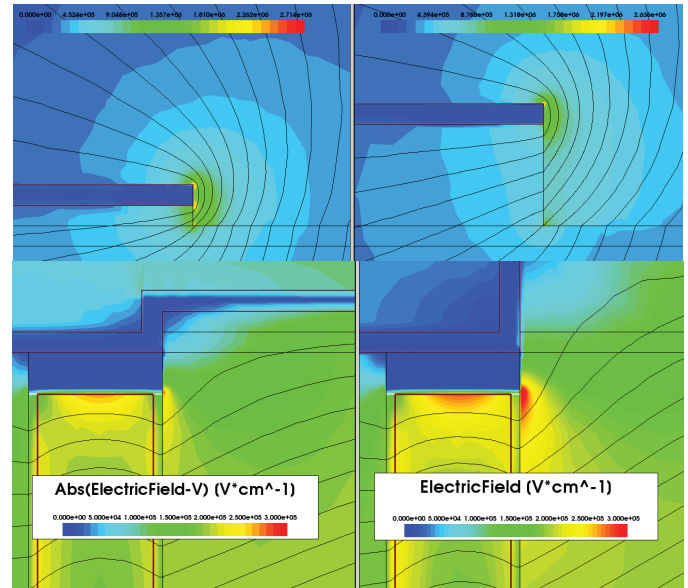 0.000e+00 4.524e+05 9.048e+05 1.357e+06 1.810e+06 2.262e+06 2.714e+06
0.000e+00 4.394e+05 8.788e+05 1.318e+06 1.758e+06 2.197e+06 2.636e+06
Abs(ElectricField-V) (V*cm^-1)
0.000e+00 5.000e+04 1.000e+05 1.500e+05 2.000e+05 2.500e+05 3.000e+05
ElectricField (V*cm^-1)
0.000e+00 5.000e+04 1.000e+05 1.500e+05 2.000e+05 2.500e+05 3.000e+05